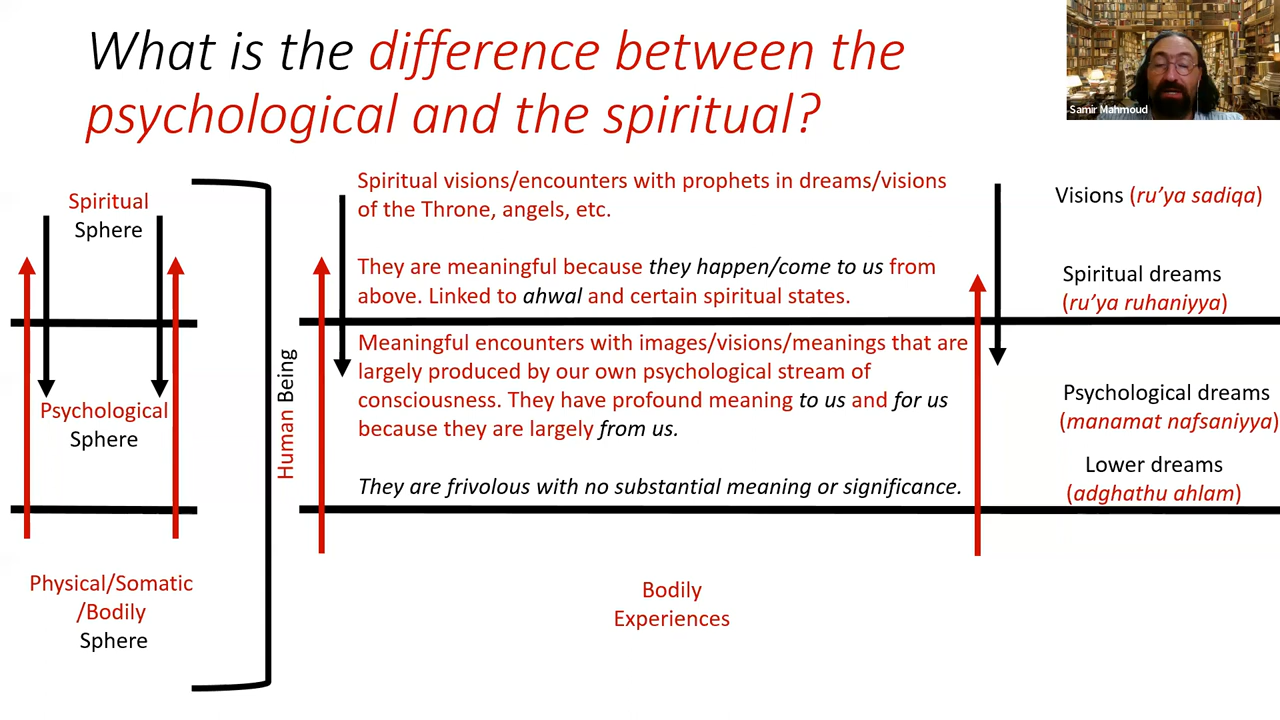 What is the difference between the
psychological and the spiritual?
Samir Mahmoud
Spiritual
Sphere
Psychological
Sphere
Physical/Somatic
/Bodily
Sphere
Human Being
Spiritual visions/encounters with prophets in dreams/visions
of the Throne, angels, etc.
They are meaningful because they happen/come to us from
above. Linked to ahwal and certain spiritual states.
Meaningful encounters with images/visions/meanings that are
largely produced by our own psychological stream of
consciousness. They have profound meaning to us and for us
because they are largely from us.
They are frivolous with no substantial meaning or significance.
Bodily
Experiences
Visions (ru’ya sadiqa)
Spiritual dreams
(ru’ya ruhaniyya)
Psychological dreams
(manamat nafsaniyya)
Lower dreams
(adghathu ahlam)